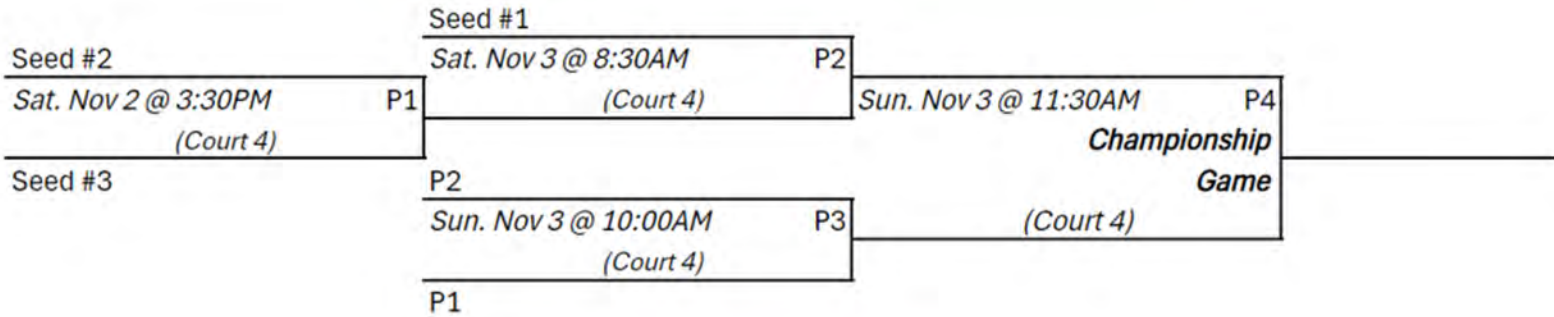 Seed #1
Seed #2
Sat. Nov 3 @ 8:30AM P2
Sat. Nov 2 @ 3:30PM P1
(Court 4)
Sun. Nov 3 @ 11:30AM P4
(Court 4)
Championship
Seed #3
P2
Game
Sun. Nov 3 @ 10:00AM P3
(Court 4)
(Court 4)
P1